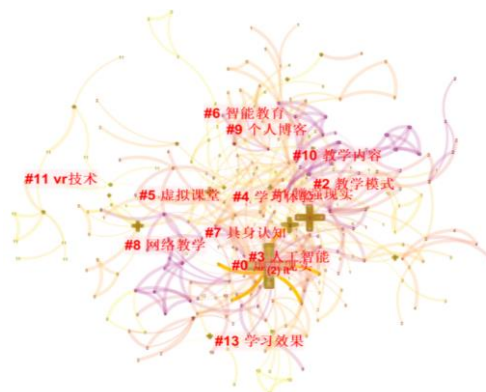 #6 智能教育
#9 个人博客
#10 教学内容
#11 vr技术
#2 教学模式
#5 虚拟课堂
#4 学习
#7 具身认知
#8 网络教学
#3 人工智能
#0
#13 学习效果